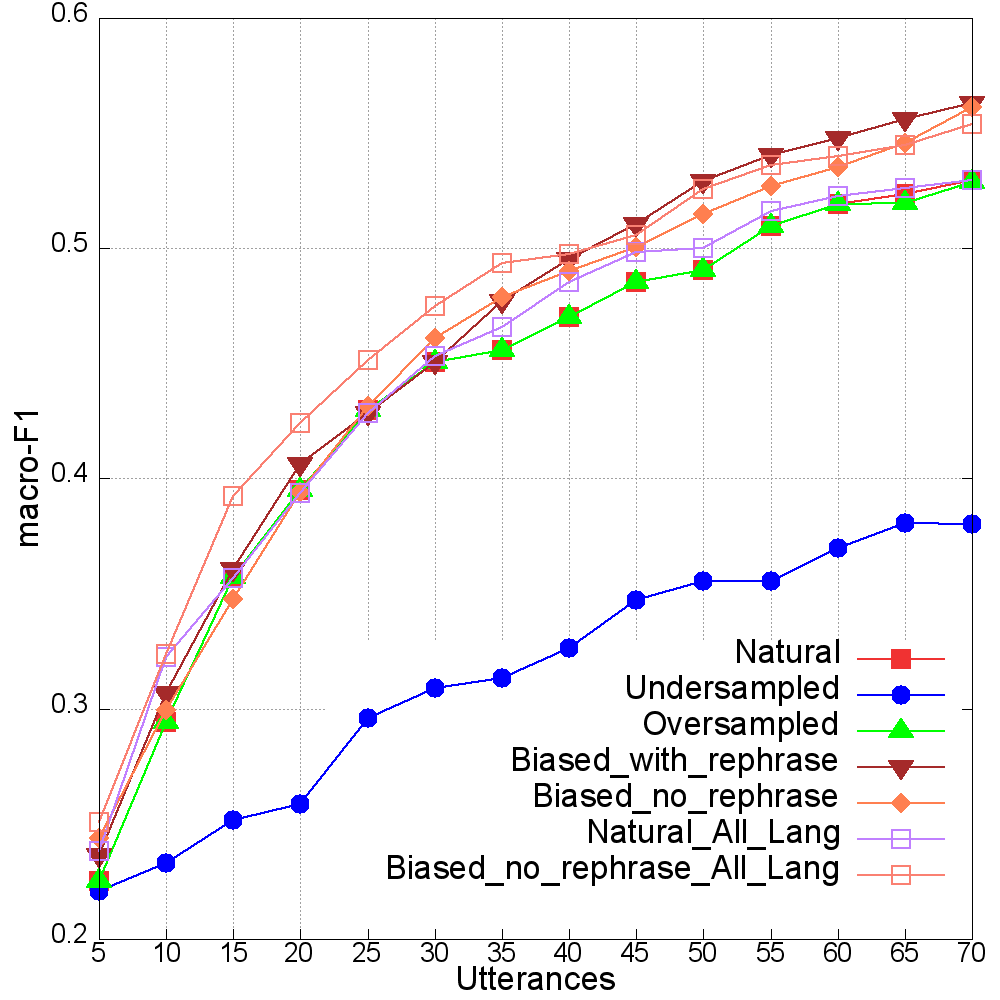 0.6
0.5
0.4
0.3
0.2
macro-F1
Natural
Undersampled
Oversampled
Biased_with_rephrase
Biased_no_rephrase
Natural_All_Lang
Biased_no_rephrase_All_Lang
5 10 15 20 25 30 35 40 45 50 55 60 65 70
Utterances